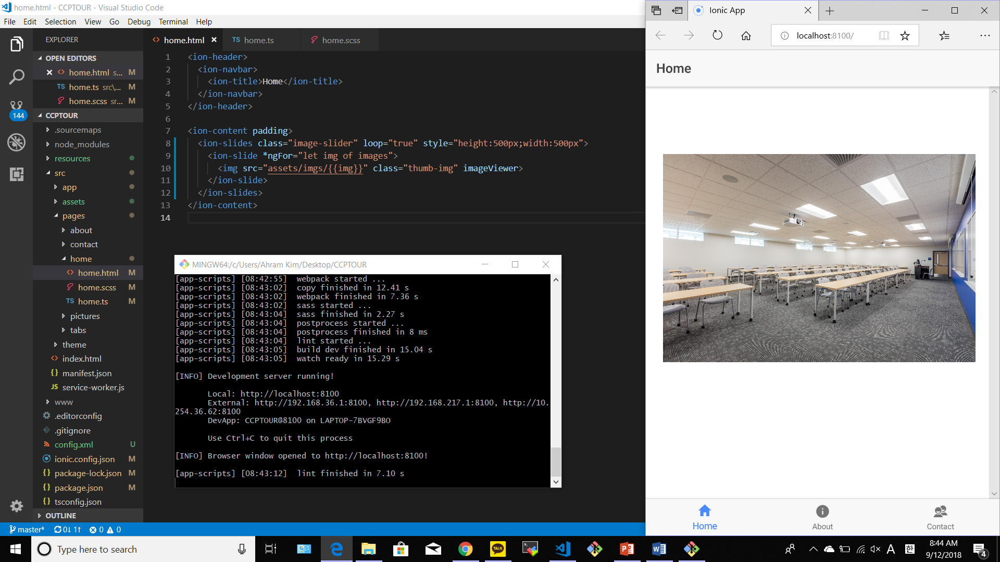 home.html - CCPTOUR - Visual Studio Code
File Edit Selection View Go Debug Terminal Help
EXPLORER
OPEN EDITORS
home.html s... M
TS home.ts src\... M
home.scss sr... M
144
CCPTOUR
.sourcemaps
node_modules
resources
src
app
assets
pages
about
contact
home
home.html M
home.scss M
TS home.ts M
pictures
tabs
theme
index.html
{} manifest.json
JS service-worker.js
www
.editorconfig
.gitignore
config.xml U
ionic.config.json M
{} package-lock.json M
{} package.json M
{} tsconfig.json
OUTLINE
master* 0↓ 1↑ 0 0
home.html TS home.ts home.scss
1 <ion-header>
2 <ion-navbar>
3 <ion-title>Home</ion-title>
4 </ion-navbar>
5 </ion-header>
6
7 <ion-content padding>
8 <ion-slides class="image-slider" loop="true" style="height:500px;width:500px">
9 <ion-slide *ngFor="let img of images">
10 <img src="assets/imgs/{{img}}" class="thumb-img" imageViewer>
11 </ion-slide>
12 </ion-slides>
13 </ion-content>
14
MINGW64:/c/Users/Ahram Kim/Desktop/CCPTOUR
[app-scripts] [08:42:55] webpack started ...
[app-scripts] [08:43:02] copy finished in 12.41 s
[app-scripts] [08:43:02] webpack finished in 7.36 s
[app-scripts] [08:43:02] sass started ...
[app-scripts] [08:43:04] sass finished in 2.27 s
[app-scripts] [08:43:04] postprocess started ...
[app-scripts] [08:43:04] postprocess finished in 8 ms
[app-scripts] [08:43:04] lint started ...
[app-scripts] [08:43:05] build dev finished in 15.04 s
[app-scripts] [08:43:05] watch ready in 15.29 s
[INFO] Development server running!
Local: http://localhost:8100
External: http://192.168.36.1:8100, http://192.168.217.1:8100, http://10.
254.36.62:8100
DevApp: CCPTOUR@8100 on LAPTOP-7BVGF9BO
Use Ctrl+C to quit this process
[INFO] Browser window opened to http://localhost:8100!
[app-scripts] [08:43:12] lint finished in 7.10 s
Ionic App
localhost:8100/
Home
Home About Contact
Type here to search
TALK
A 한
8:44 AM
9/12/2018
4